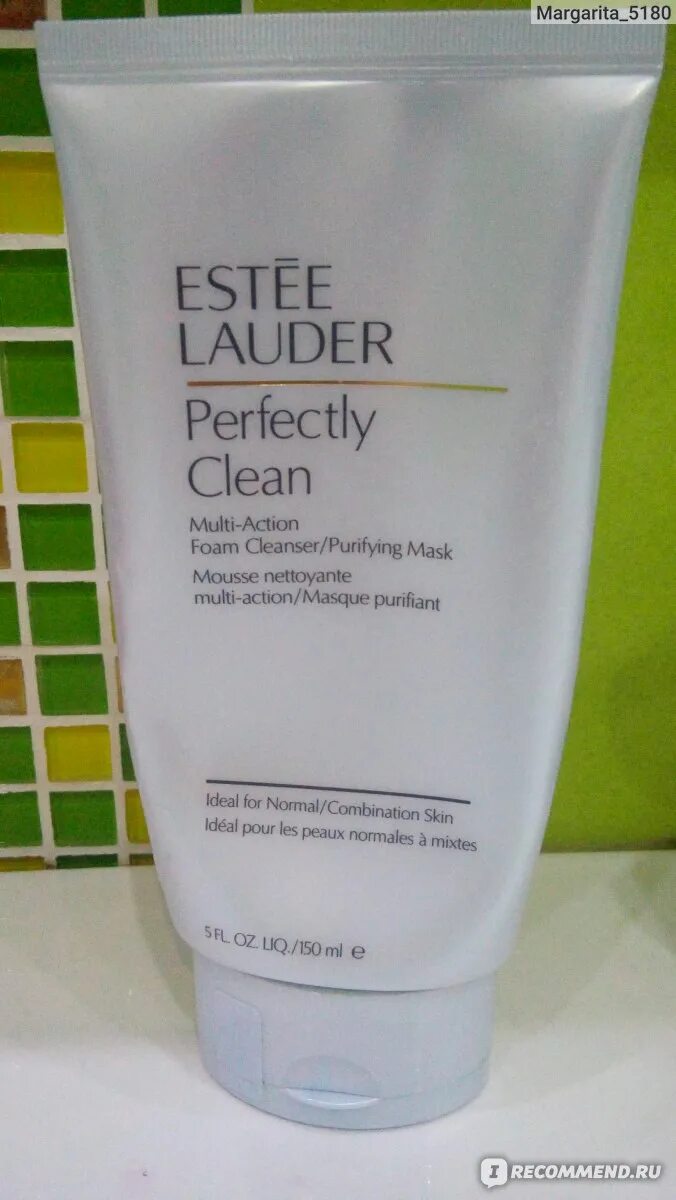 Margarita_5180
ESTĒE
LAUDER
Perfectly
Clean
Multi-Action
Foam Cleanser/Purifying Mask
Mousse nettoyante
multi-action/Masque purifiant
Ideal for Normal/Combination Skin
Idéal pour les peaux normales à mixtes
5 FL. OZ. LIQ./150 ml ℮
IRECOMMEND.RU